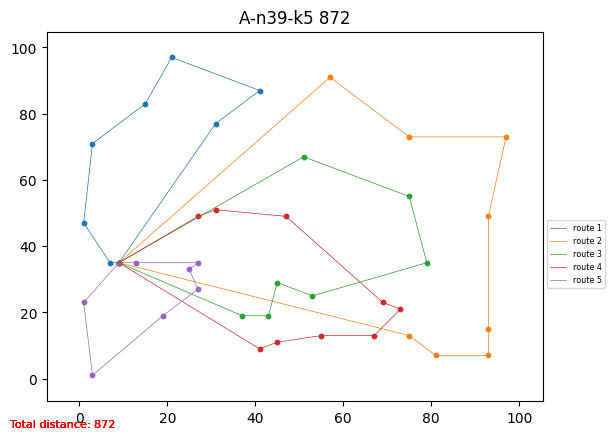 A-n39-k5 872
100
80
60
40
20
0
0 20 40 60 80 100
route 1
route 2
route 3
route 4
route 5
Total distance: 872